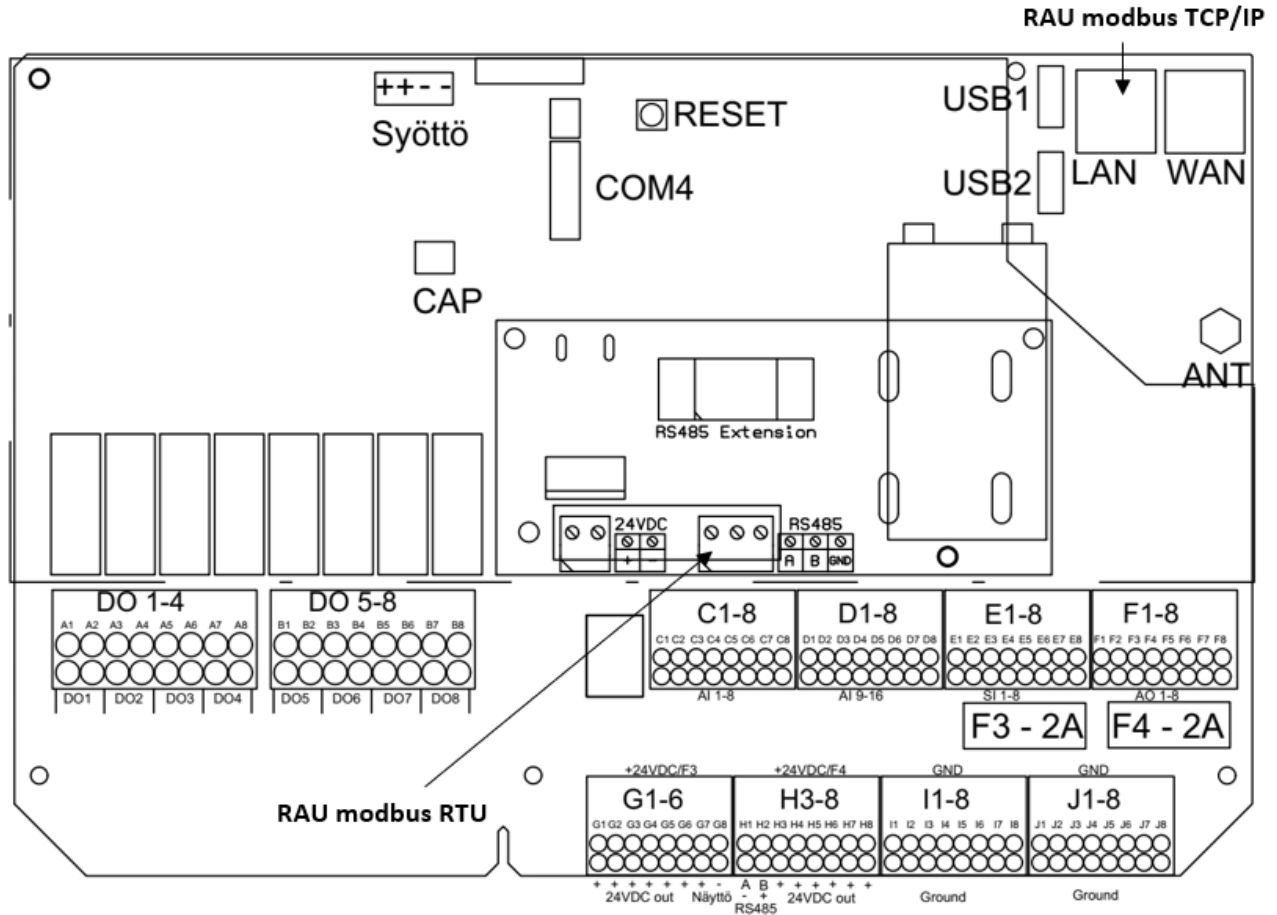 RAU modbus TCP/IP
++--
Syöttö
RESET
USB1
LAN WAN
COM4
USB2
CAP
ANT
RS485 Extension
24VDC
+ -
RS485
A B GND
DO 1-4
A1 A2 A3 A4 A5 A6 A7 A8
DO1 DO2 DO3 DO4
DO 5-8
B1 B2 B3 B4 B5 B6 B7 B8
DO5 DO6 DO7 DO8
C1-8
C1 C2 C3 C4 C5 C6 C7 C8
AI 1-8
D1-8
D1 D2 D3 D4 D5 D6 D7 D8
AI 9-16
E1-8
E1 E2 E3 E4 E5 E6 E7 E8
SI 1-8
F1-8
F1 F2 F3 F4 F5 F6 F7 F8
AO 1-8
F3 - 2A
F4 - 2A
RAU modbus RTU
+24VDC/F3
G1-6
G1 G2 G3 G4 G5 G6 G7 G8
+ + + + + + + -
24VDC out Näyttö
+24VDC/F4
H3-8
H1 H2 H3 H4 H5 H6 H7 H8
A B + + + + + +
- + 24VDC out
RS485
GND
I1-8
I1 I2 I3 I4 I5 I6 I7 I8
Ground
GND
J1-8
J1 J2 J3 J4 J5 J6 J7 J8
Ground